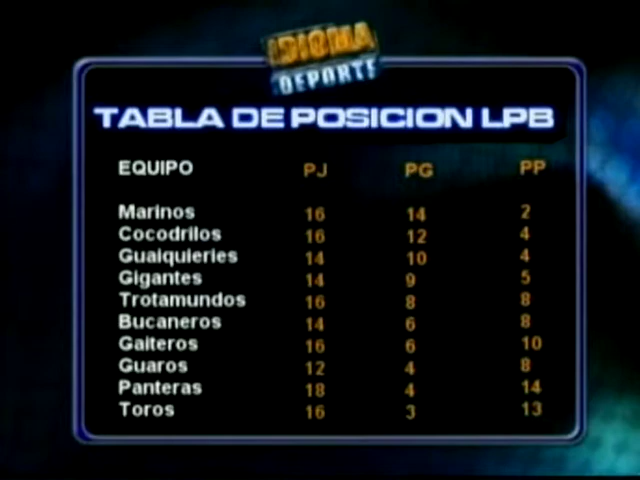 IDIOMA
DEPORTE
TABLA DE POSICION LPB
EQUIPO PJ PG PP
Marinos 16 14 2
Cocodrilos 16 12 4
Guaiquieries 14 10 4
Gigantes 14 9 5
Trotamundos 16 8 8
Bucaneros 14 6 8
Gaiteros 16 6 10
Guaros 12 4 8
Panteras 18 4 14
Toros 16 3 13